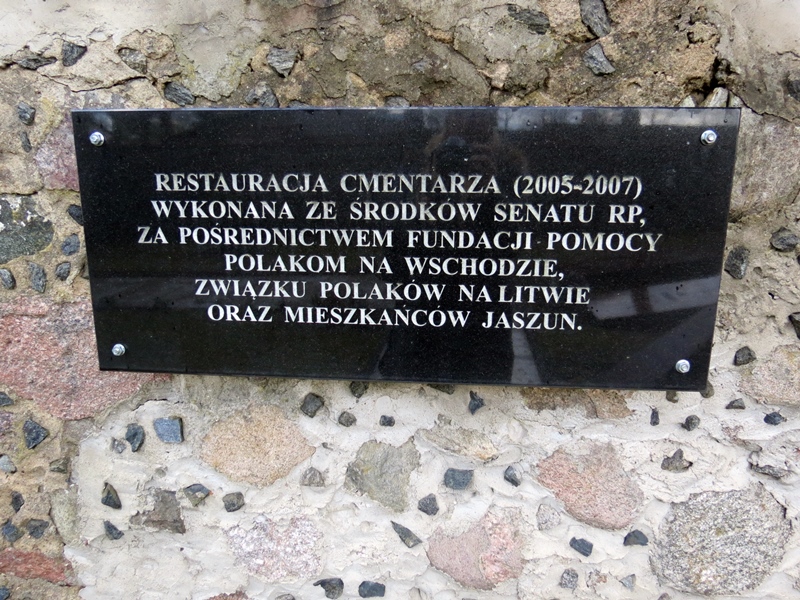 RESTAURACJA CMENTARZA (2005-2007)
WYKONANA ZE ŚRODKÓW SENATU RP,
ZA POŚREDNICTWEM FUNDACJI POMOCY
POLAKOM NA WSCHODZIE,
ZWIĄZKU POLAKÓW NA LITWIE
ORAZ MIESZKAŃCÓW JASZUN.